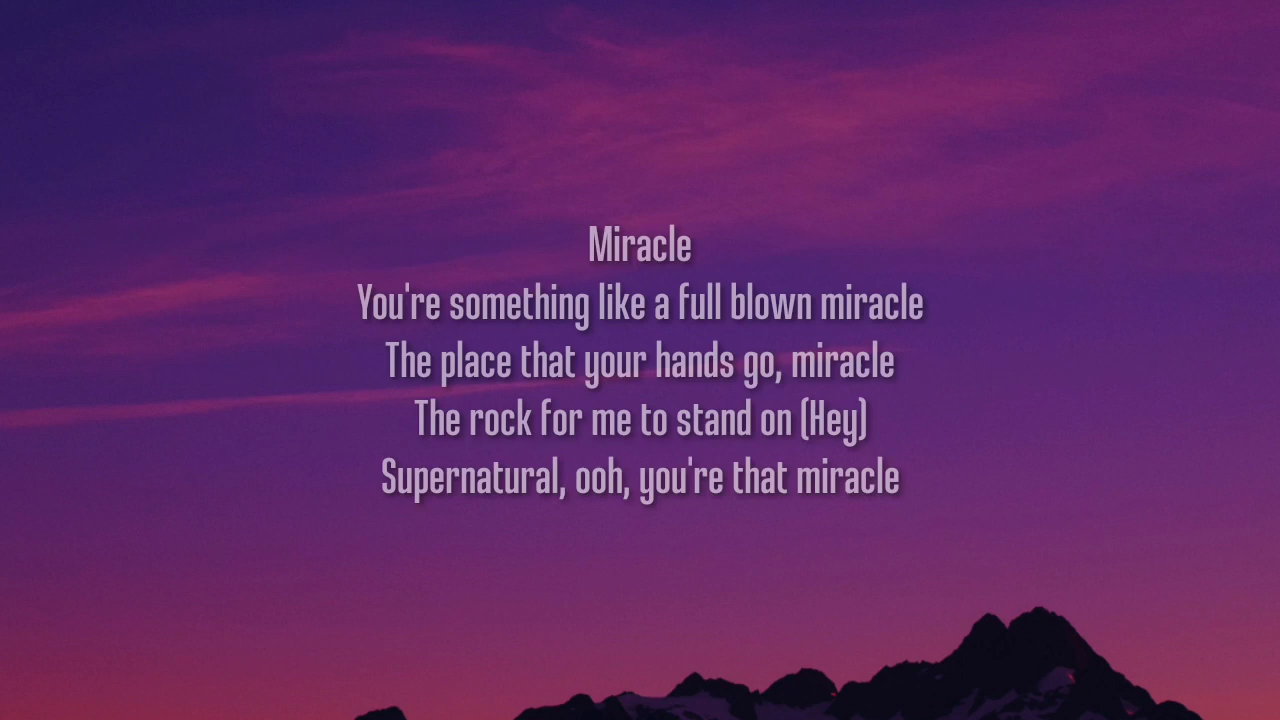 Miracle
You're something like a full blown miracle
The place that your hands go, miracle
The rock for me to stand on (Hey)
Supernatural, ooh, you're that miracle